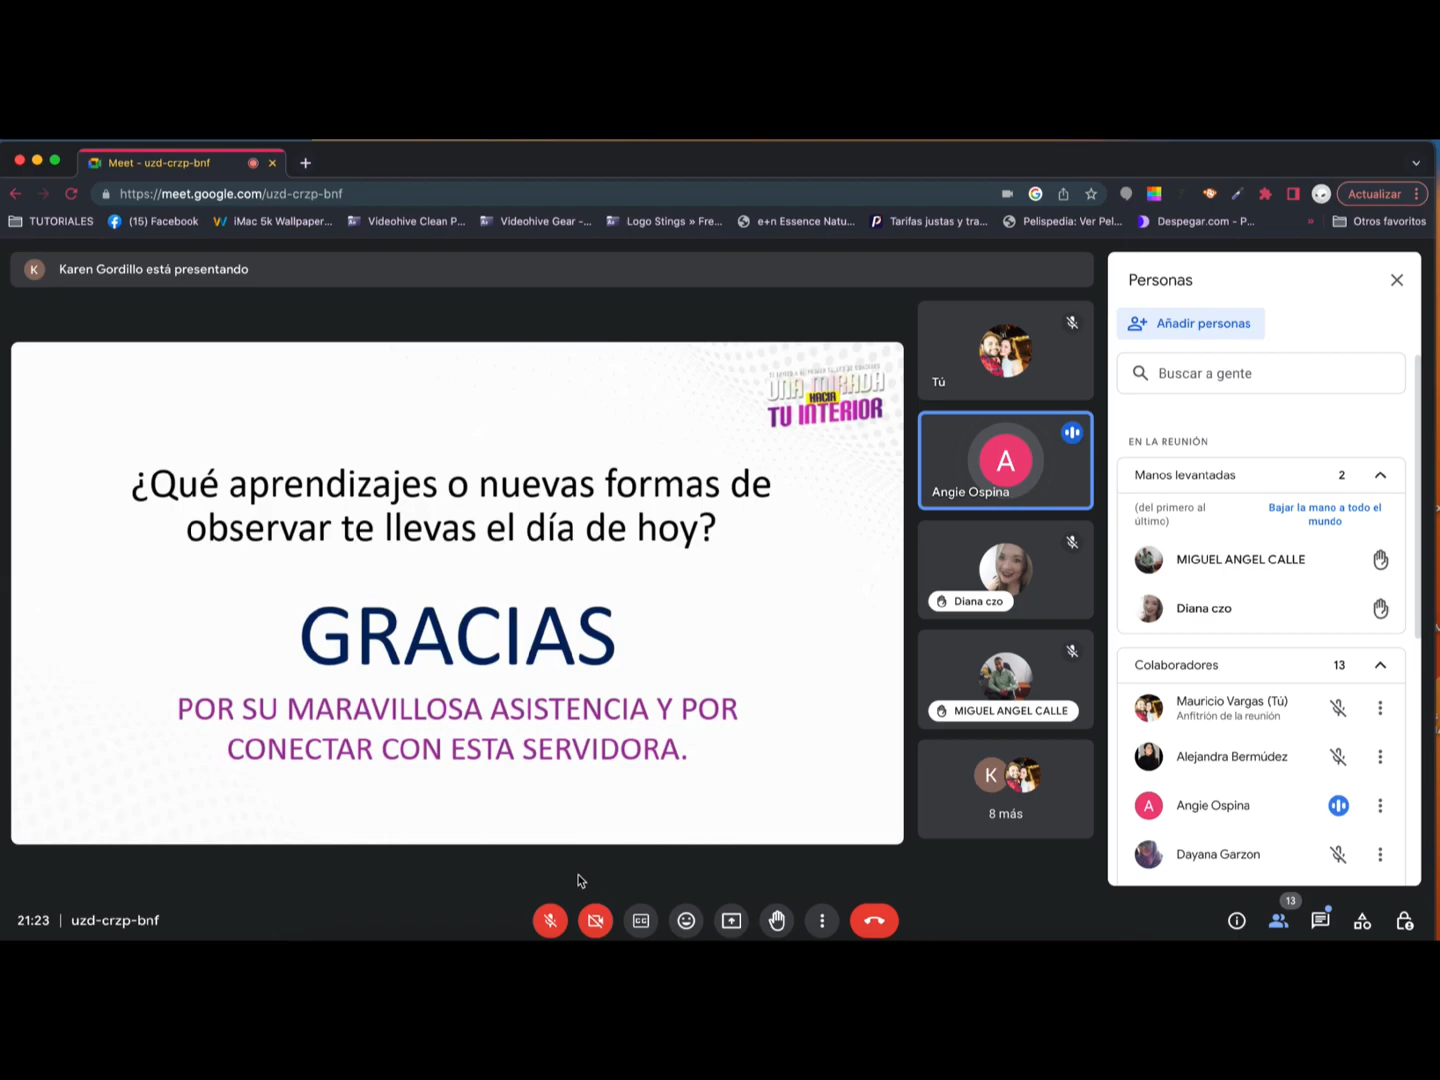 Meet - uzd-crzp-bnf
https://meet.google.com/uzd-crzp-bnf
Actualizar
TUTORIALES
(15) Facebook
iMac 5k Wallpaper...
Videohive Clean P...
Videohive Gear -...
Logo Stings » Fre...
e+n Essence Natu...
Tarifas justas y tra...
Pelispedia: Ver Pel...
Despegar.com - P...
»
Otros favoritos
K
Karen Gordillo está presentando
UNA MIRADA
HACIA
TU INTERIOR
¿Qué aprendizajes o nuevas formas de
observar te llevas el día de hoy?
GRACIAS
POR SU MARAVILLOSA ASISTENCIA Y POR
CONECTAR CON ESTA SERVIDORA.
Tú
A
Angie Ospina
Diana czo
MIGUEL ANGEL CALLE
K
8 más
Personas
Añadir personas
Buscar a gente
EN LA REUNIÓN
Manos levantadas 2
(del primero al
último)
Bajar la mano a todo el
mundo
MIGUEL ANGEL CALLE
Diana czo
Colaboradores 13
Mauricio Vargas (Tú)
Anfitrión de la reunión
Alejandra Bermúdez
A
Angie Ospina
Dayana Garzon
21:23 | uzd-crzp-bnf
CC
13